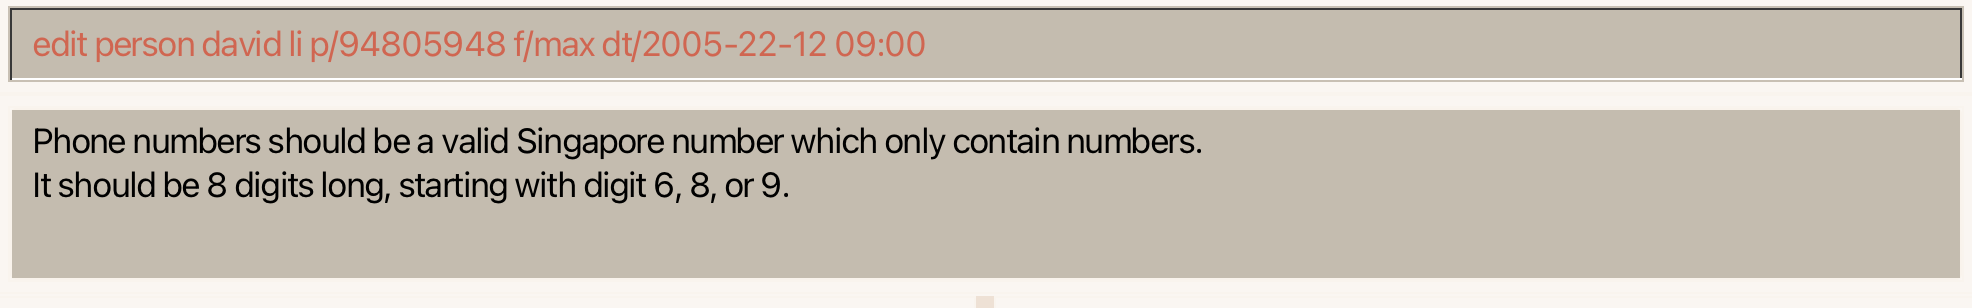 edit person david li p/94805948 f/max dt/2005-22-12 09:00
Phone numbers should be a valid Singapore number which only contain numbers.
It should be 8 digits long, starting with digit 6, 8, or 9.